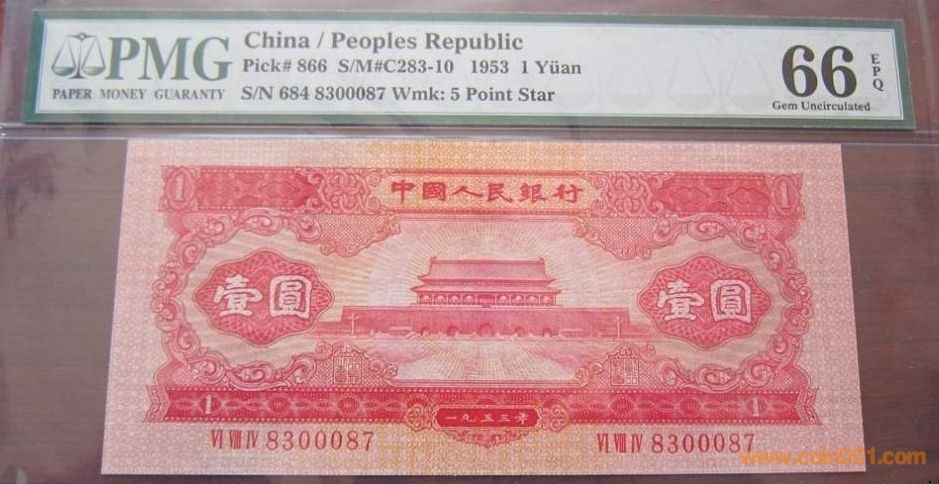 PMG
PAPER MONEY GUARANTY
China / Peoples Republic
Pick# 866 S/M#C283-10 1953 1 Yüan
S/N 684 8300087 Wmk: 5 Point Star
66 EPQ
Gem Uncirculated
1 中國人民銀行 1
壹圓 壹圓
1 一九五三年 1
VI VIII IV 8300087 VI VIII IV 8300087
www.coin001.com